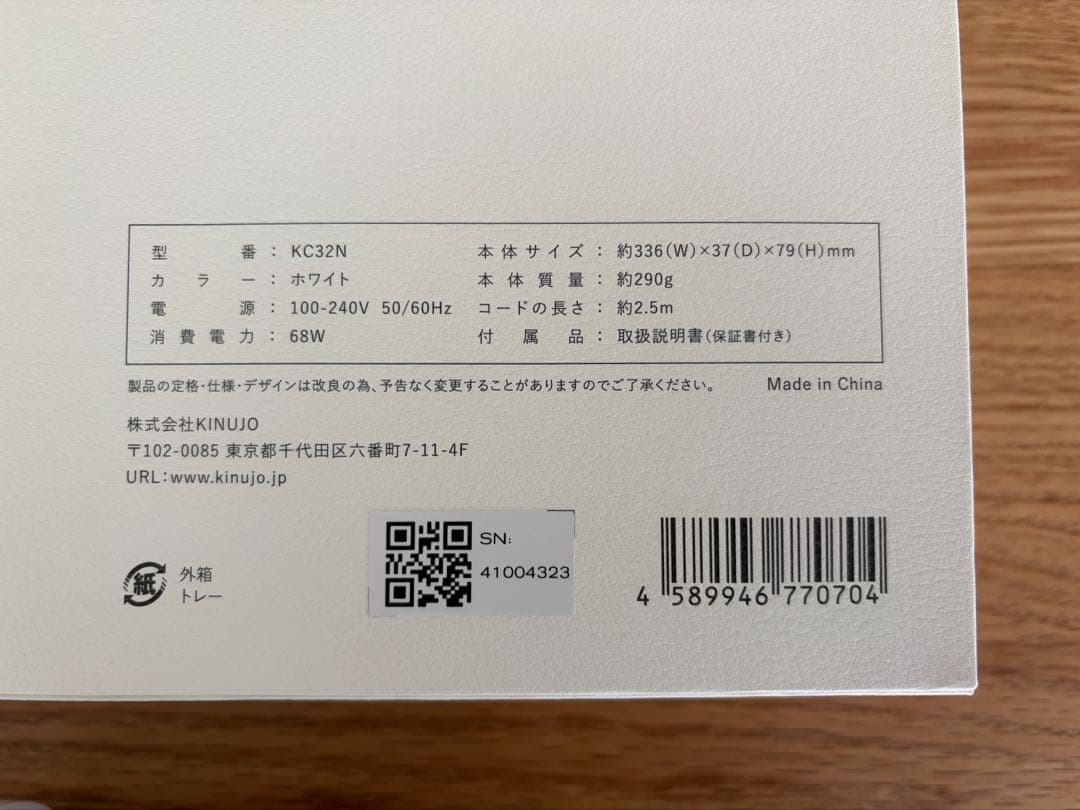 型番：KC32N
カラー：ホワイト
電源：100-240V 50/60Hz
消費電力：68W
本体サイズ：約336(W)×37(D)×79(H)mm
本体質量：約290g
コードの長さ：約2.5m
付属品：取扱説明書(保証書付き)
製品の定格・仕様・デザインは改良の為、予告なく変更することがありますのでご了承ください。
Made in China
株式会社KINUJO
〒102-0085 東京都千代田区六番町7-11-4F
URL：www.kinujo.jp
紙
外箱
トレー
SN:
41004323
4 589946 770704